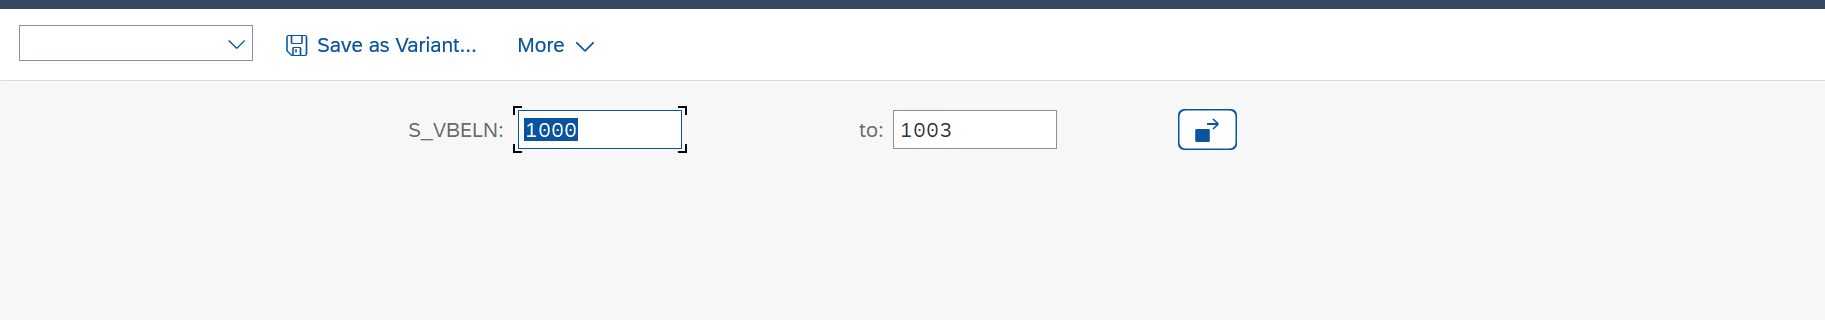 Save as Variant... More
S_VBELN: 1000 to: 1003